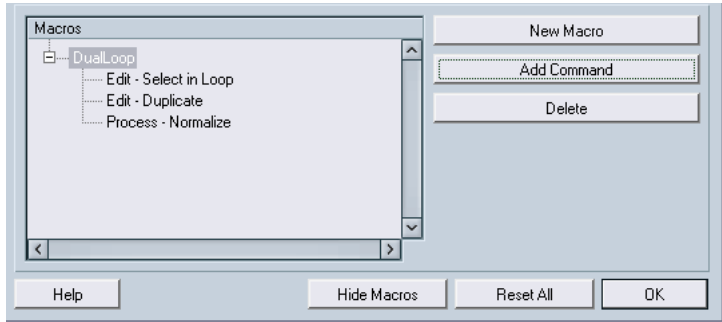 Macros
New Macro
DualLoop
Edit - Select in Loop
Add Command
Edit - Duplicate
Delete
Process - Normalize
Help
Hide Macros
Reset All
OK